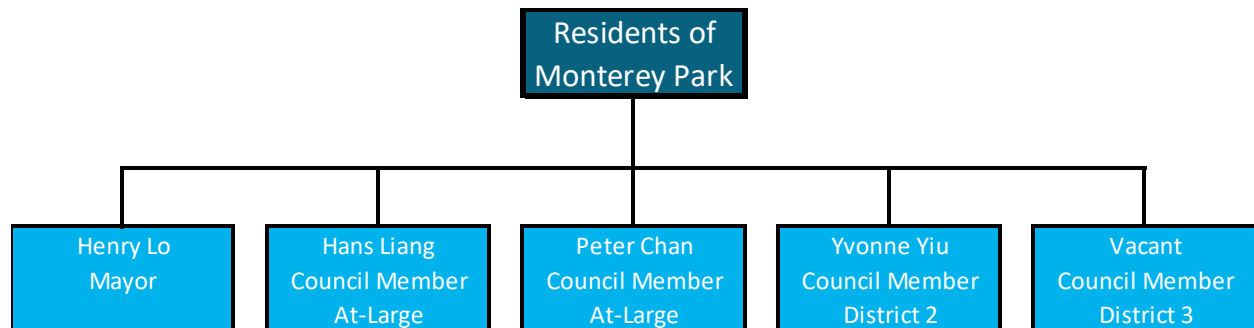 Residents of
Monterey Park
Henry Lo
Mayor
Hans Liang
Council Member
At-Large
Peter Chan
Council Member
At-Large
Yvonne Yiu
Council Member
District 2
Vacant
Council Member
District 3